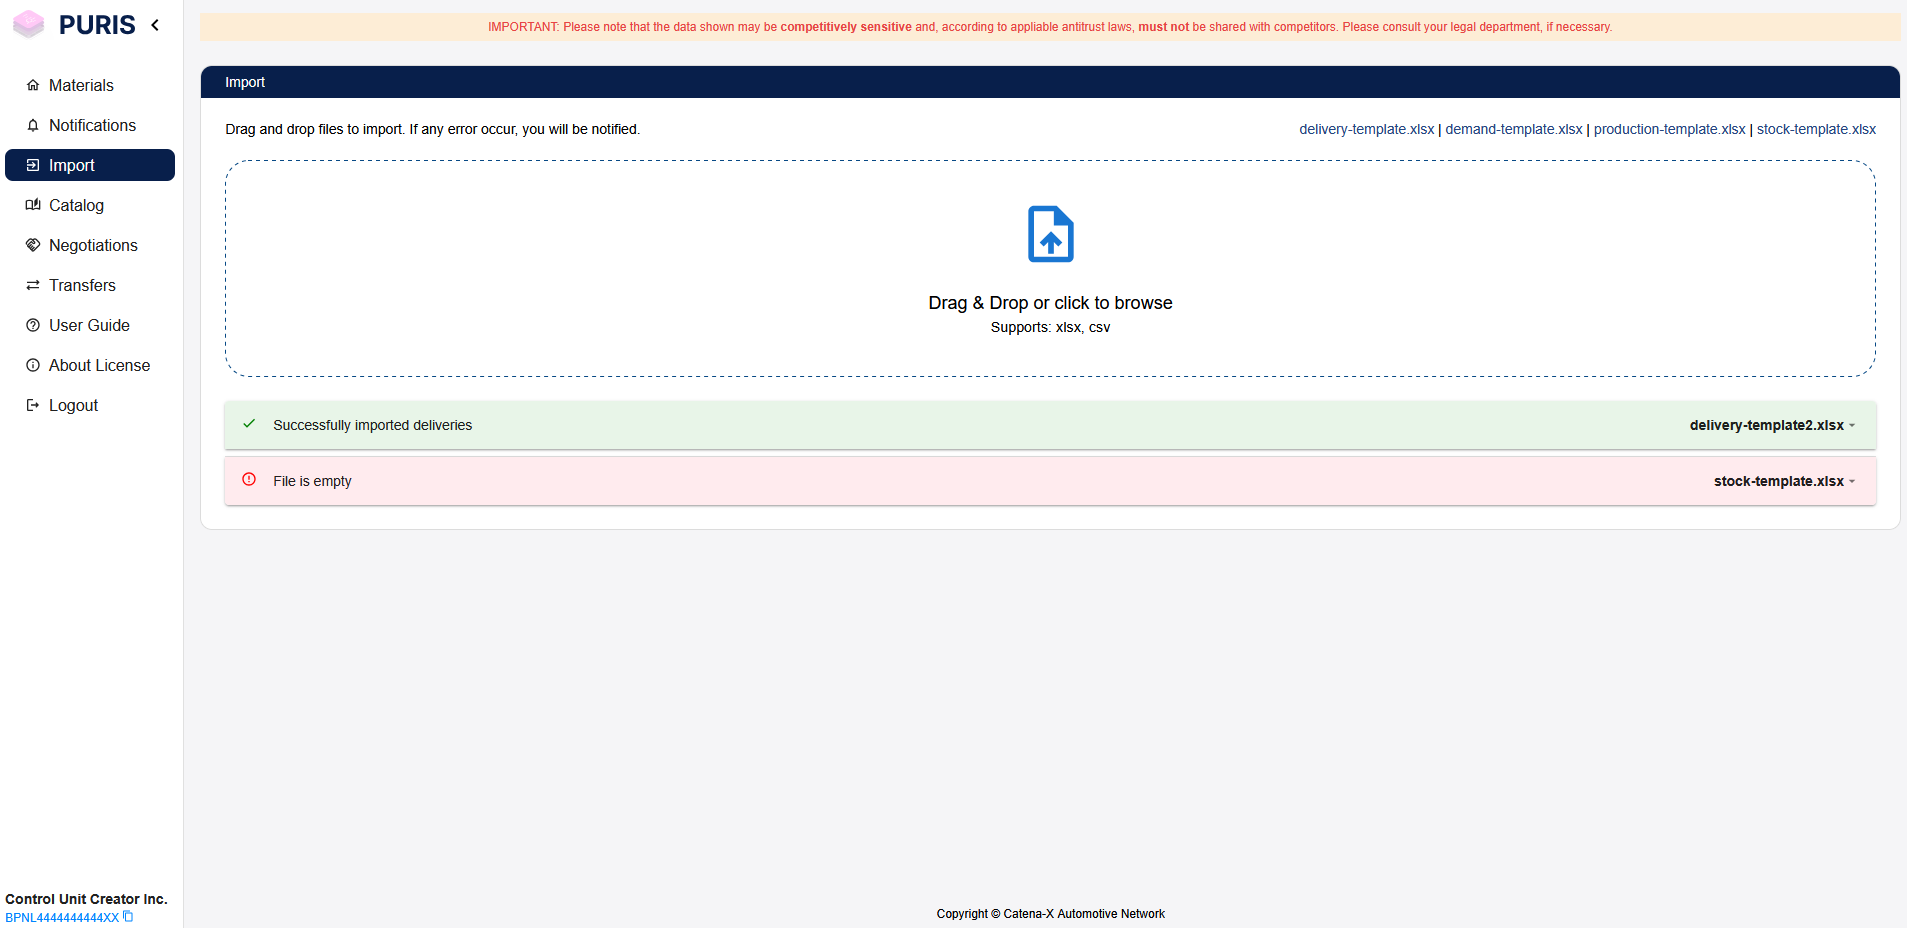 PURIS
Materials
Notifications
Import
Catalog
Negotiations
Transfers
User Guide
About License
Logout
Control Unit Creator Inc.
BPNL4444444444XX
IMPORTANT: Please note that the data shown may be competitively sensitive and, according to appliable antitrust laws, must not be shared with competitors. Please consult your legal department, if necessary.
Import
Drag and drop files to import. If any error occur, you will be notified.
delivery-template.xlsx | demand-template.xlsx | production-template.xlsx | stock-template.xlsx
Drag & Drop or click to browse
Supports: xlsx, csv
Successfully imported deliveries
delivery-template2.xlsx
File is empty
stock-template.xlsx
Copyright © Catena-X Automotive Network